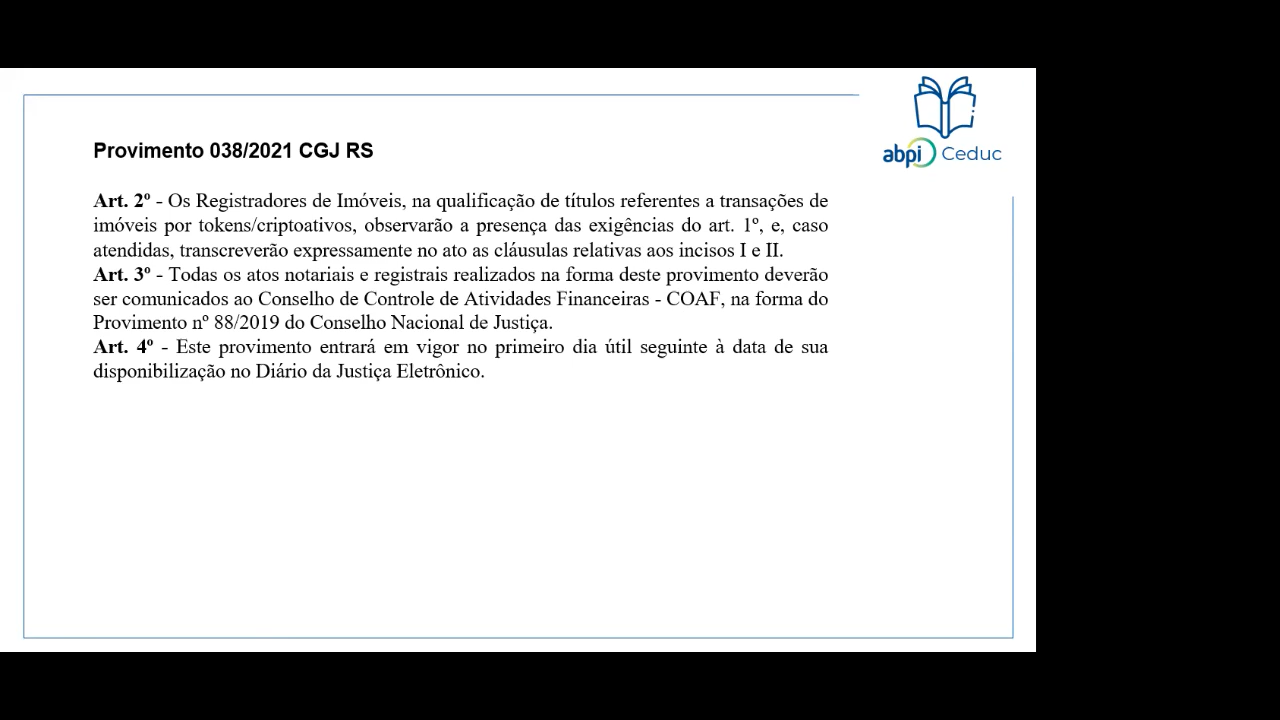 abpi Ceduc
Provimento 038/2021 CGJ RS
Art. 2º - Os Registradores de Imóveis, na qualificação de títulos referentes a transações de
imóveis por tokens/criptoativos, observarão a presença das exigências do art. 1º, e, caso
atendidas, transcreverão expressamente no ato as cláusulas relativas aos incisos I e II.
Art. 3º - Todas os atos notariais e registrais realizados na forma deste provimento deverão
ser comunicados ao Conselho de Controle de Atividades Financeiras - COAF, na forma do
Provimento nº 88/2019 do Conselho Nacional de Justiça.
Art. 4º - Este provimento entrará em vigor no primeiro dia útil seguinte à data de sua
disponibilização no Diário da Justiça Eletrônico.